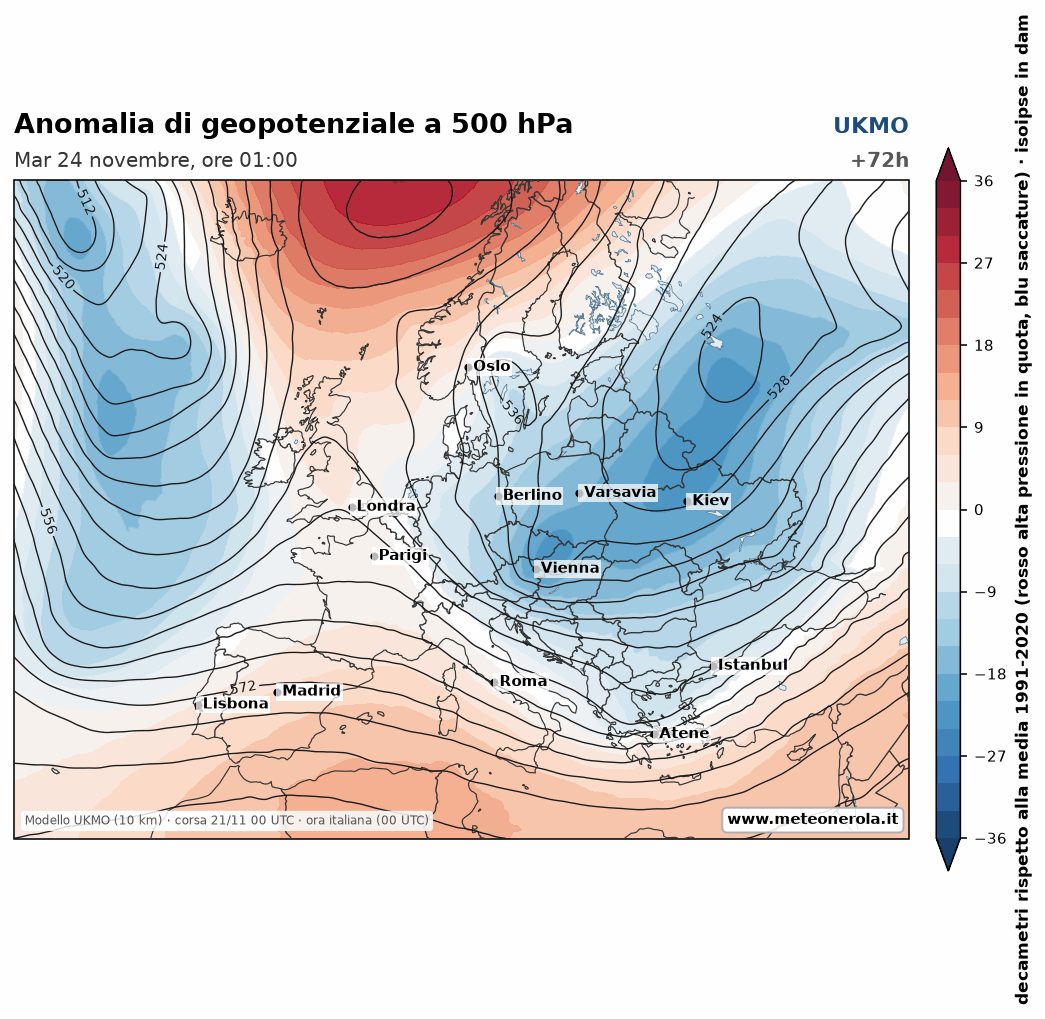 Anomalia di geopotenziale a 500 hPa
UKMO
Mar 24 novembre, ore 01:00
+72h
512
520
524
524
528
536
556
572
Oslo
Berlino
Varsavia
Kiev
Londra
Parigi
Vienna
Istanbul
Roma
Madrid
Lisbona
Atene
Modello UKMO (10 km) · corsa 21/11 00 UTC · ora italiana (00 UTC)
www.meteonerola.it
36
27
18
9
0
−9
−18
−27
−36
decametri rispetto alla media 1991-2020 (rosso alta pressione in quota, blu saccature) · isoipse in dam